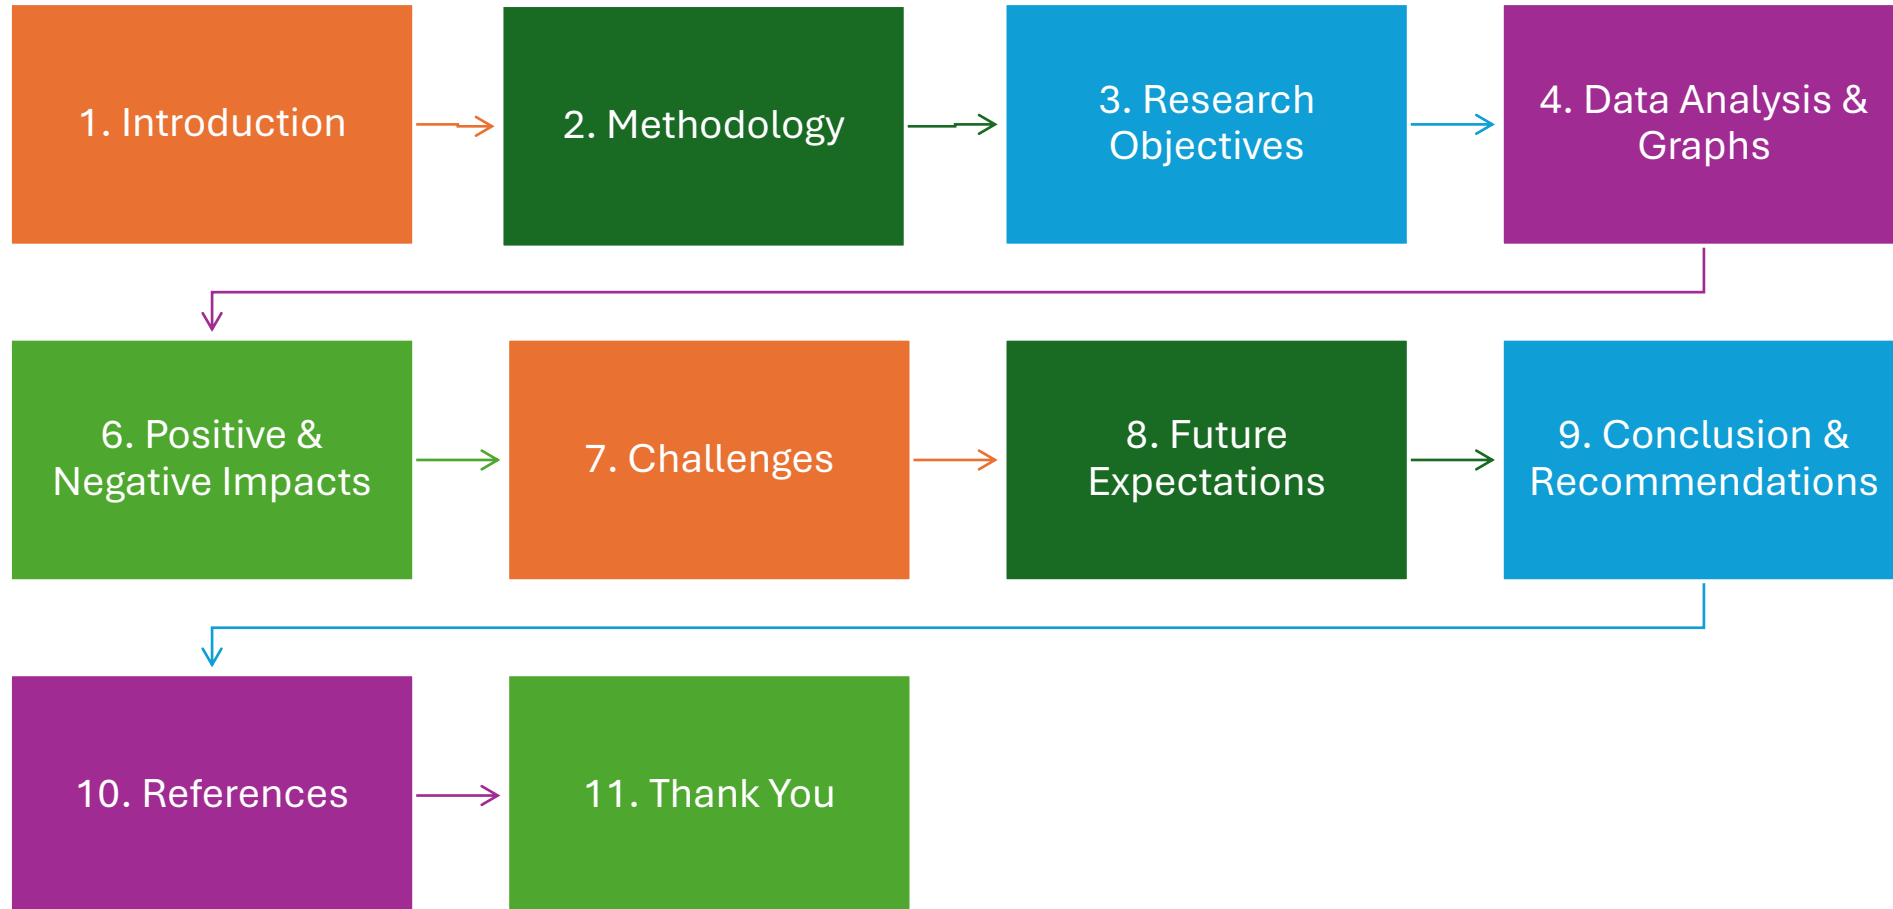 1. Introduction
2. Methodology
3. Research
Objectives
4. Data Analysis &
Graphs
6. Positive &
Negative Impacts
7. Challenges
8. Future
Expectations
9. Conclusion &
Recommendations
10. References
11. Thank You